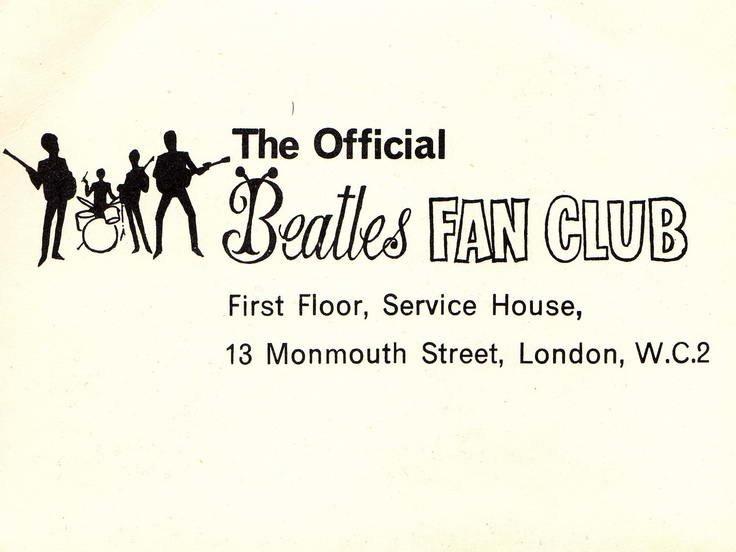 The Official
Beatles FAN CLUB
First Floor, Service House,
13 Monmouth Street, London, W.C.2